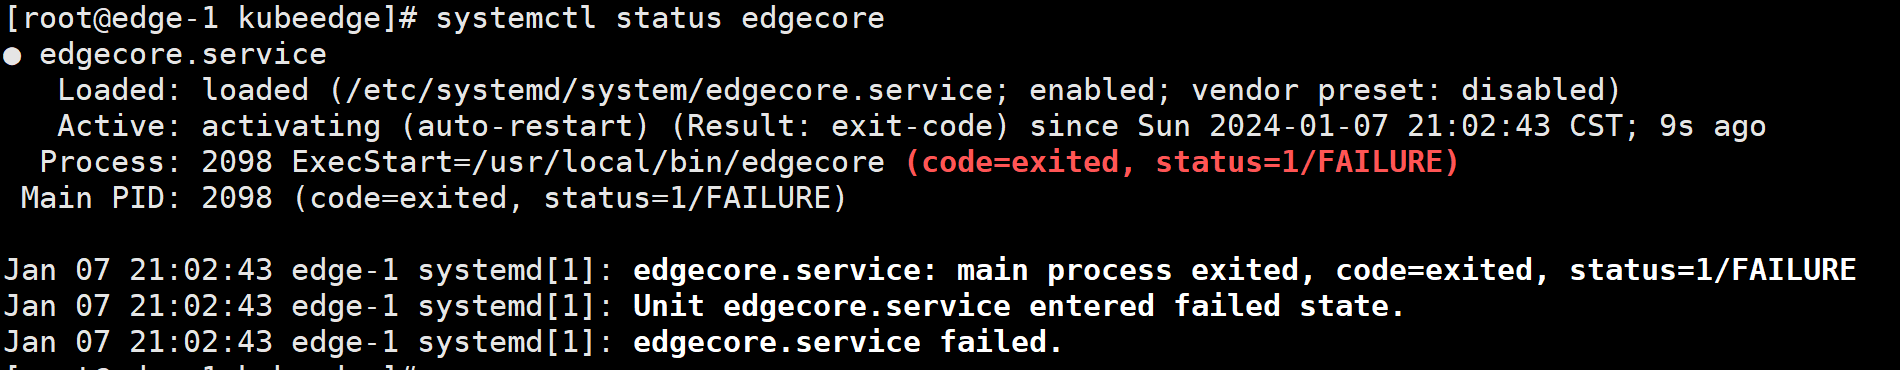 [root@edge-1 kubeedge]# systemctl status edgecore
● edgecore.service
   Loaded: loaded (/etc/systemd/system/edgecore.service; enabled; vendor preset: disabled)
   Active: activating (auto-restart) (Result: exit-code) since Sun 2024-01-07 21:02:43 CST; 9s ago
  Process: 2098 ExecStart=/usr/local/bin/edgecore (code=exited, status=1/FAILURE)
 Main PID: 2098 (code=exited, status=1/FAILURE)

Jan 07 21:02:43 edge-1 systemd[1]: edgecore.service: main process exited, code=exited, status=1/FAILURE
Jan 07 21:02:43 edge-1 systemd[1]: Unit edgecore.service entered failed state.
Jan 07 21:02:43 edge-1 systemd[1]: edgecore.service failed.